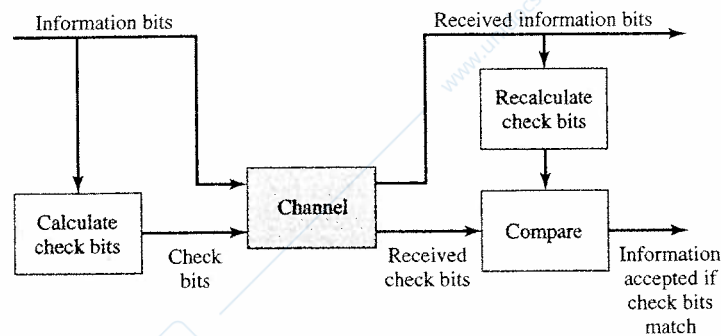 Information bits
Received information bits
Recalculate
check bits
Calculate
check bits
Channel
Compare
Check
bits
Received
check bits
Information
accepted if
check bits
match